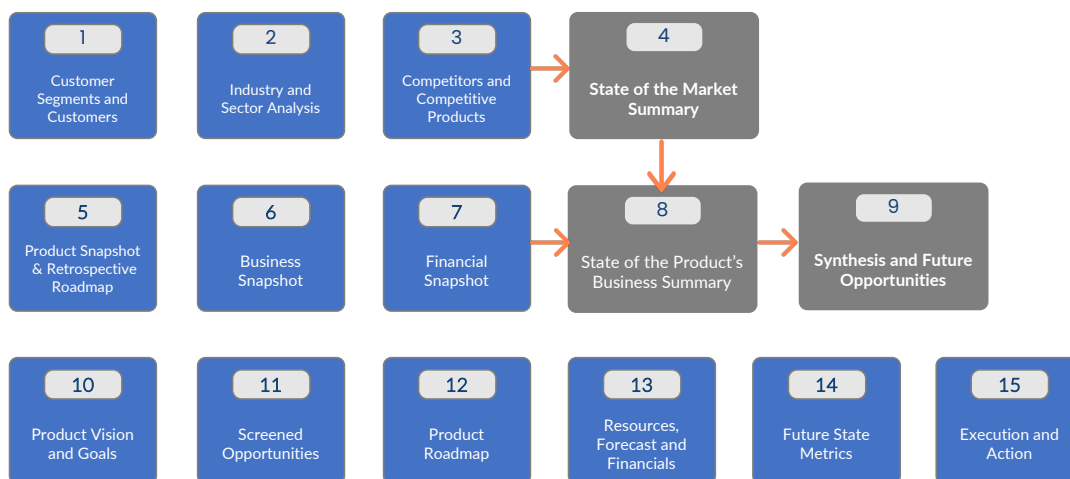 1
Customer
Segments and
Customers
2
Industry and
Sector Analysis
3
Competitors and
Competitive
Products
4
State of the Market
Summary
5
Product Snapshot
& Retrospective
Roadmap
6
Business
Snapshot
7
Financial
Snapshot
8
State of the Product’s
Business Summary
9
Synthesis and Future
Opportunities
10
Product Vision
and Goals
11
Screened
Opportunities
12
Product
Roadmap
13
Resources,
Forecast and
Financials
14
Future State
Metrics
15
Execution and
Action